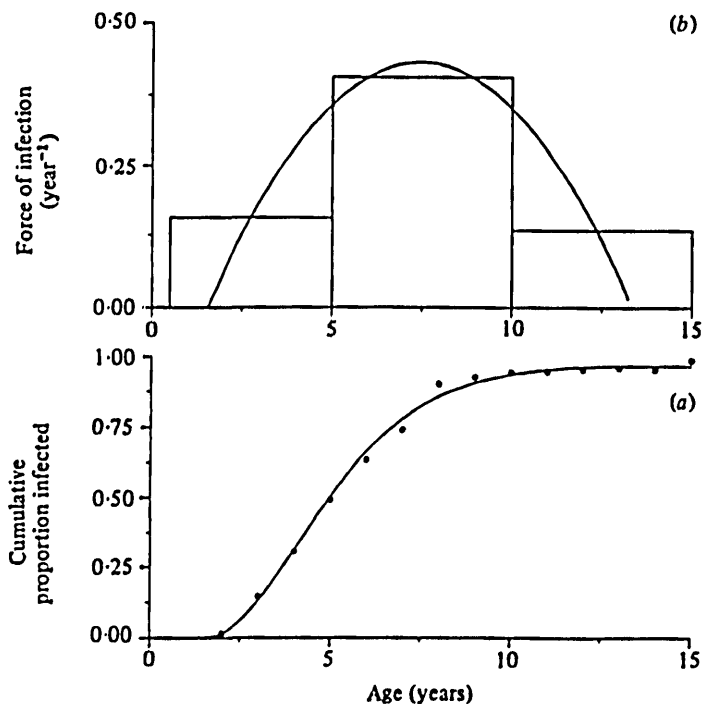 (b)
Force of infection
(year⁻¹)
0·50
0·25
0·00
0
5
10
15
(a)
Cumulative
proportion infected
1·00
0·75
0·50
0·25
0·00
0
5
10
15
Age (years)